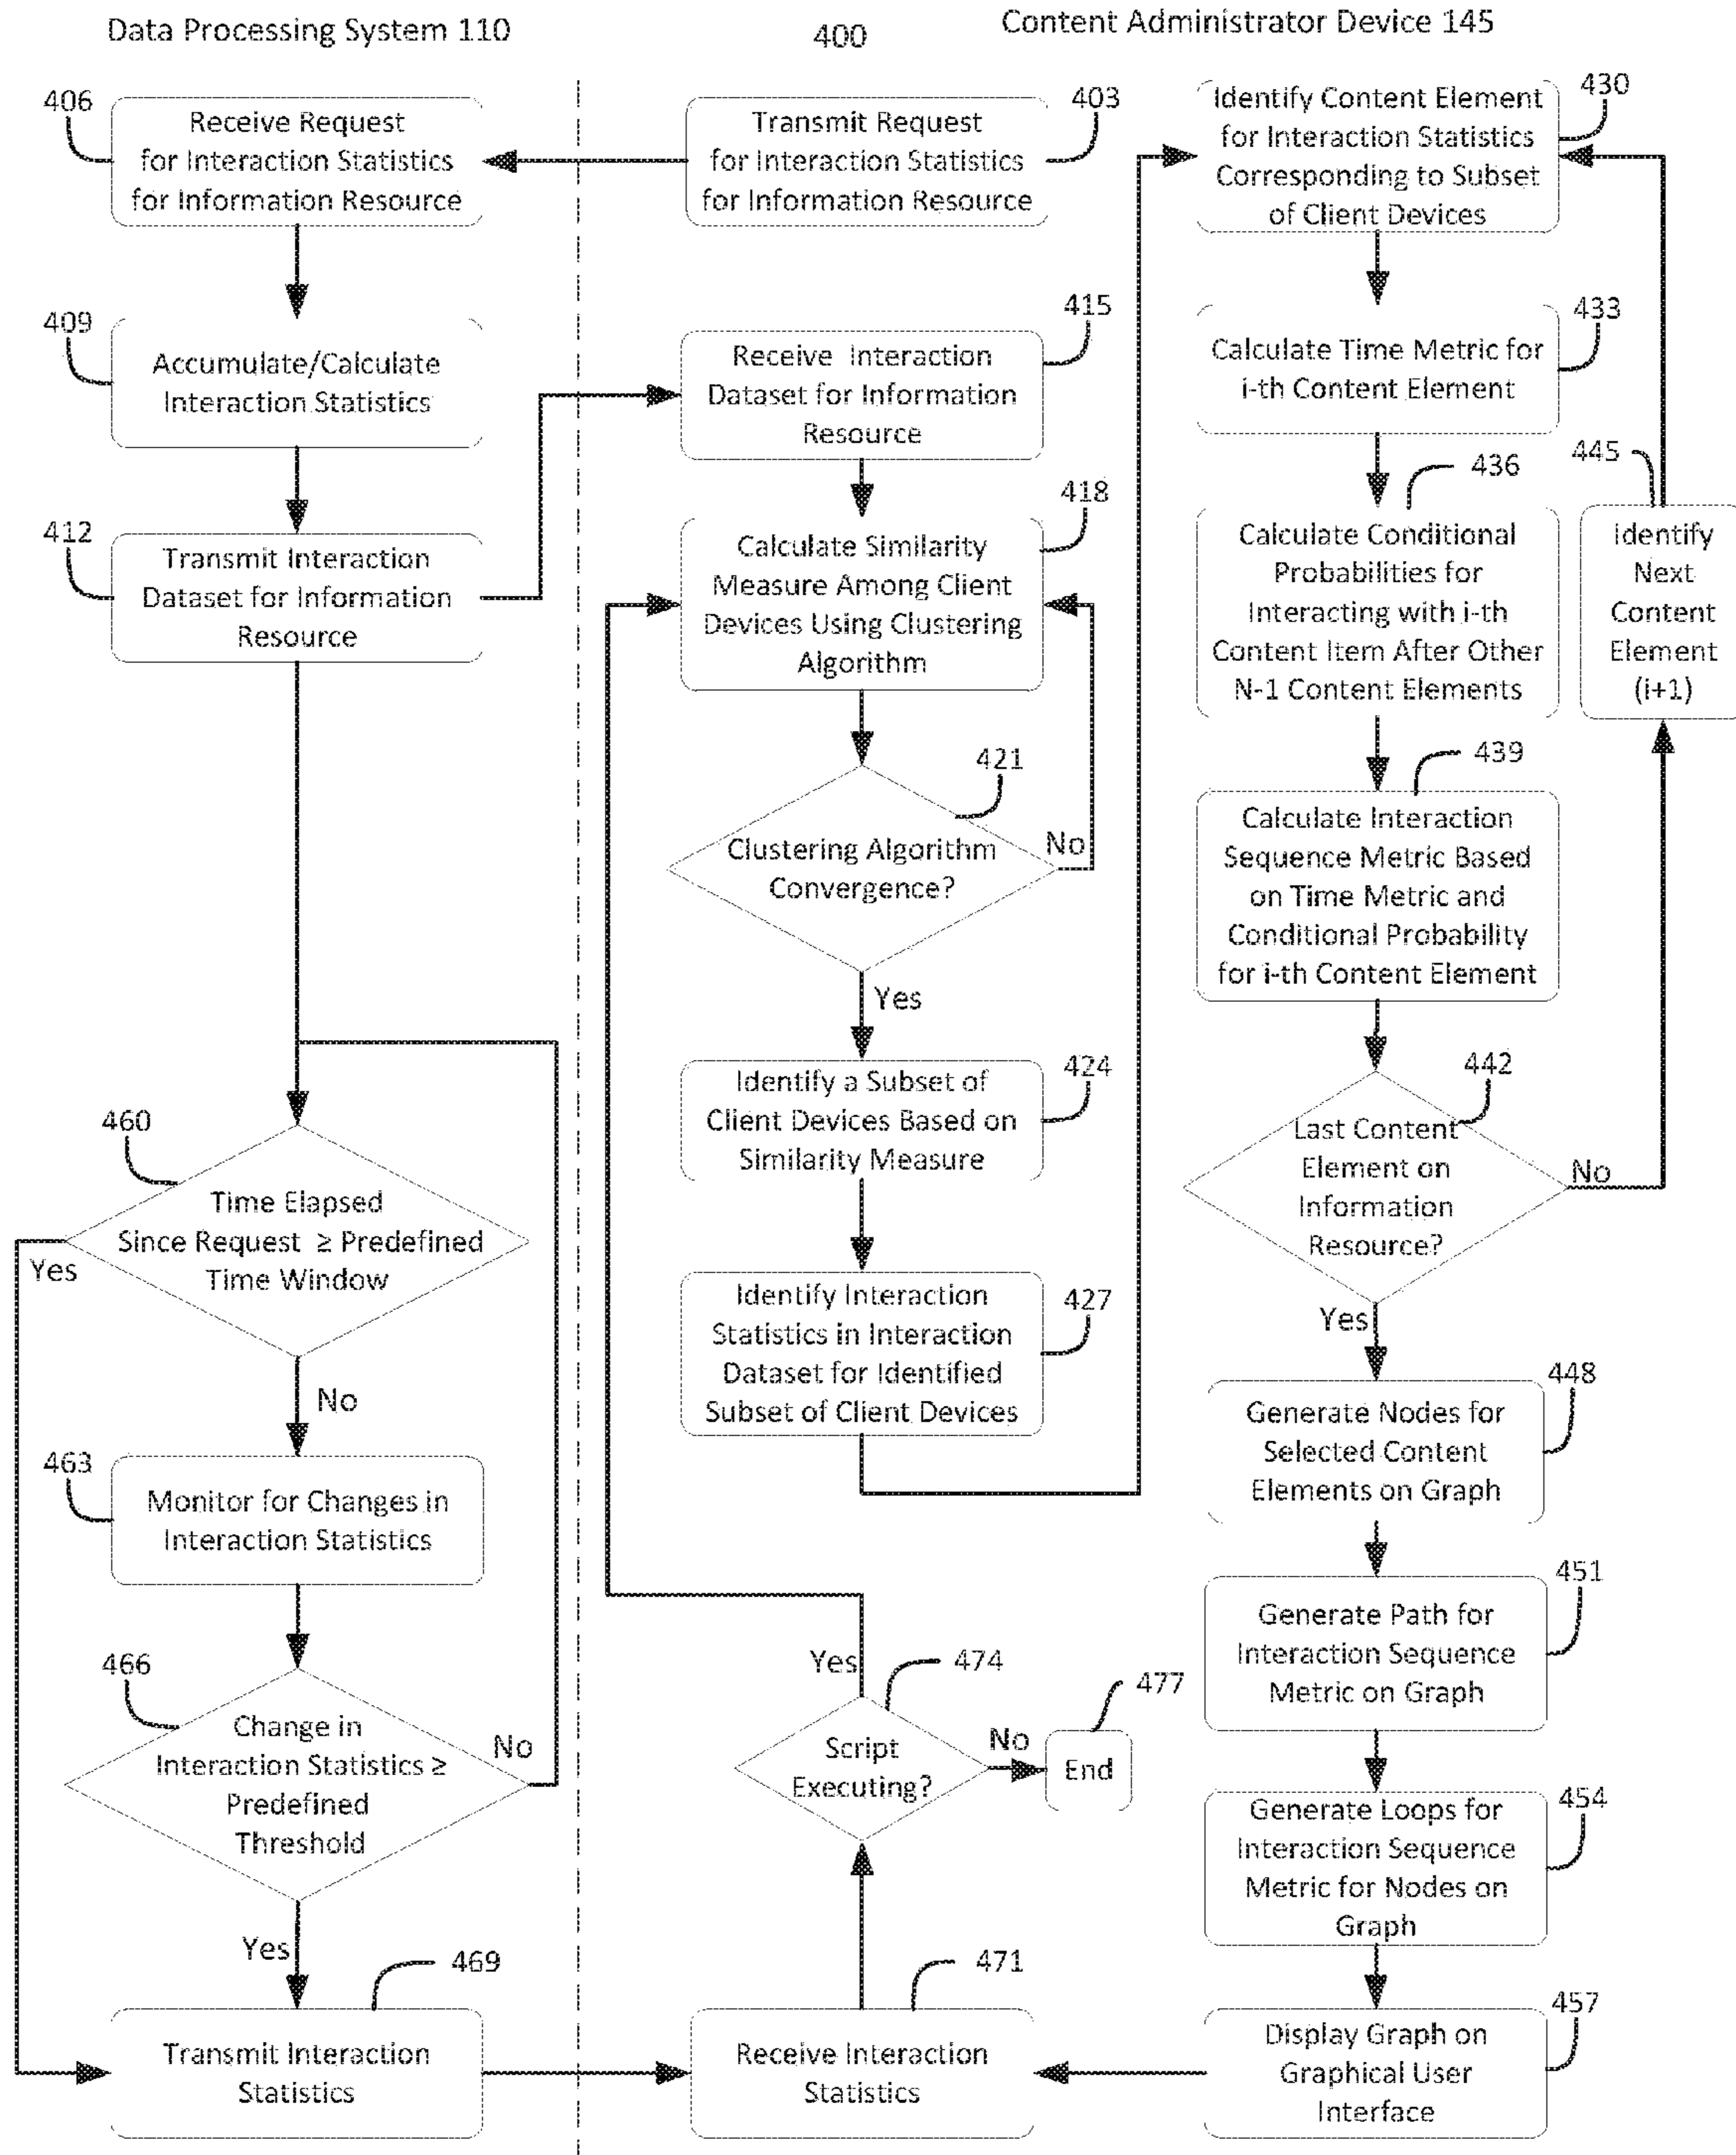 Data Processing System 110
400
Content Administrator Device 145
406
Receive Request
for Interaction Statistics
for Information Resource
403
Transmit Request
for Interaction Statistics
for Information Resource
409
Accumulate/Calculate
Interaction Statistics
412
Transmit Interaction
Dataset for Information
Resource
415
Receive Interaction
Dataset for Information
Resource
418
Calculate Similarity
Measure Among Client
Devices Using Clustering
Algorithm
421
Clustering Algorithm
Convergence?
No
Yes
424
Identify a Subset of
Client Devices Based on
Similarity Measure
427
Identify Interaction
Statistics in Interaction
Dataset for Identified
Subset of Client Devices
430
Identify Content Element
for Interaction Statistics
Corresponding to Subset
of Client Devices
433
Calculate Time Metric for
i-th Content Element
436
Calculate Conditional
Probabilities for
Interacting with i-th
Content Item After Other
N-1 Content Elements
445
Identify
Next
Content
Element
(i+1)
439
Calculate Interaction
Sequence Metric Based
on Time Metric and
Conditional Probability
for i-th Content Element
442
Last Content
Element on
Information
Resource?
No
Yes
448
Generate Nodes for
Selected Content
Elements on Graph
451
Generate Path for
Interaction Sequence
Metric on Graph
454
Generate Loops for
Interaction Sequence
Metric for Nodes on
Graph
457
Display Graph on
Graphical User
Interface
460
Time Elapsed
Since Request ≥ Predefined
Time Window
Yes
No
463
Monitor for Changes in
Interaction Statistics
466
Change in
Interaction Statistics ≥
Predefined
Threshold
No
Yes
469
Transmit Interaction
Statistics
471
Receive Interaction
Statistics
474
Script
Executing?
Yes
No
477
End